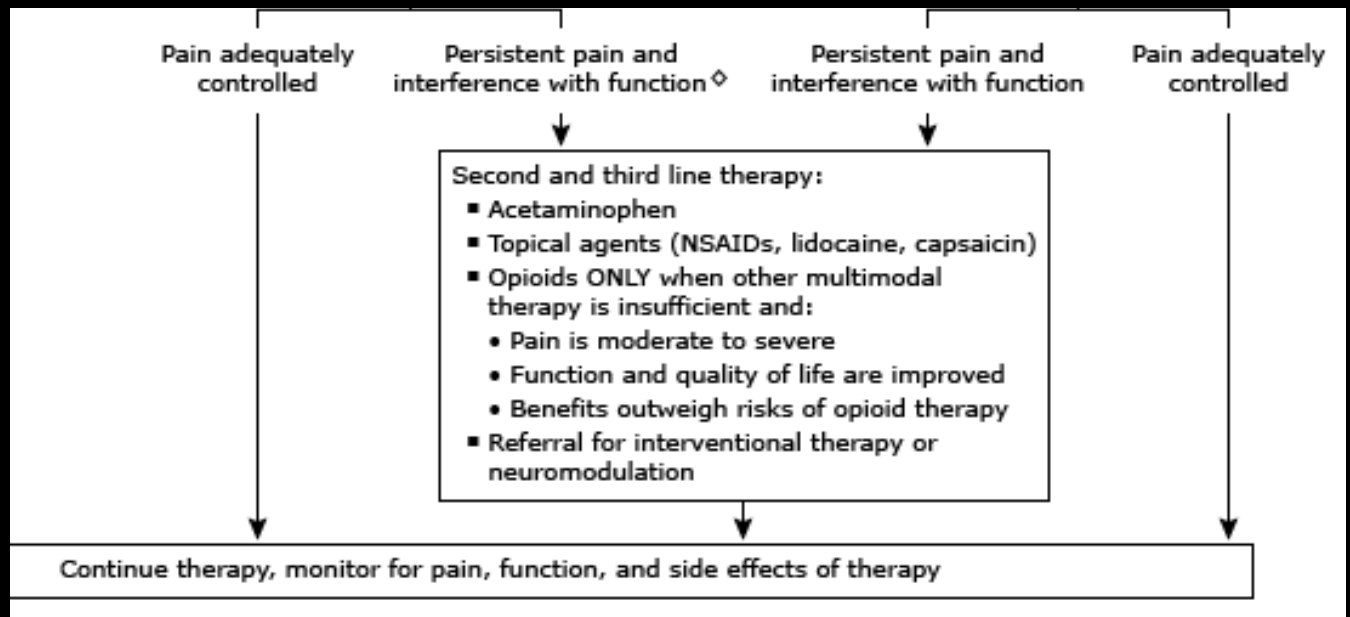 Pain adequately
controlled
Persistent pain and
interference with function◇
Persistent pain and
interference with function
Pain adequately
controlled
Second and third line therapy:
▪ Acetaminophen
▪ Topical agents (NSAIDs, lidocaine, capsaicin)
▪ Opioids ONLY when other multimodal
therapy is insufficient and:
• Pain is moderate to severe
• Function and quality of life are improved
• Benefits outweigh risks of opioid therapy
▪ Referral for interventional therapy or
neuromodulation
Continue therapy, monitor for pain, function, and side effects of therapy